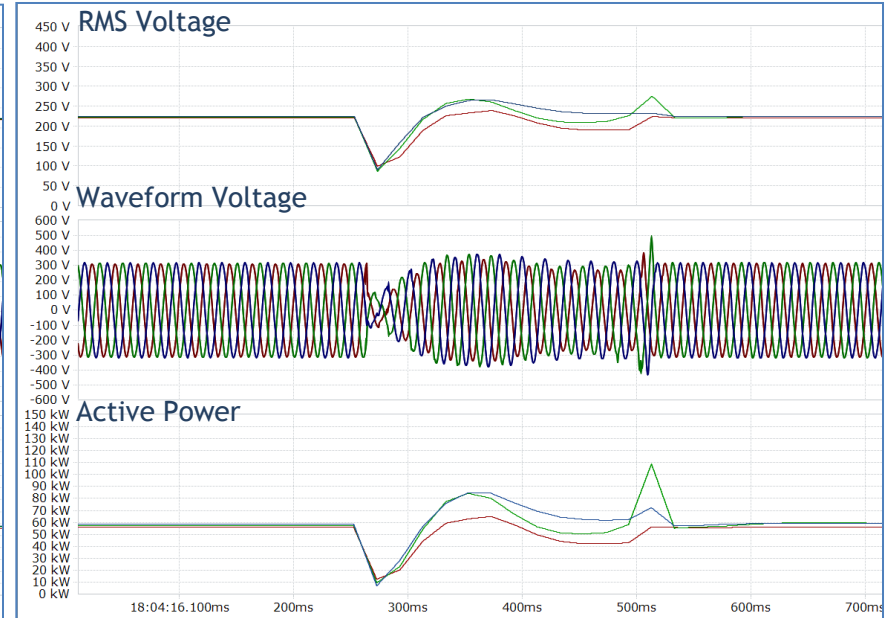 RMS Voltage
450 V
400 V
350 V
300 V
250 V
200 V
150 V
100 V
50 V
0 V
Waveform Voltage
600 V
500 V
400 V
300 V
200 V
100 V
0 V
-100 V
-200 V
-300 V
-400 V
-500 V
-600 V
Active Power
150 kW
140 kW
130 kW
120 kW
110 kW
100 kW
90 kW
80 kW
70 kW
60 kW
50 kW
40 kW
30 kW
20 kW
10 kW
0 kW
18:04:16.100ms 200ms 300ms 400ms 500ms 600ms 700ms